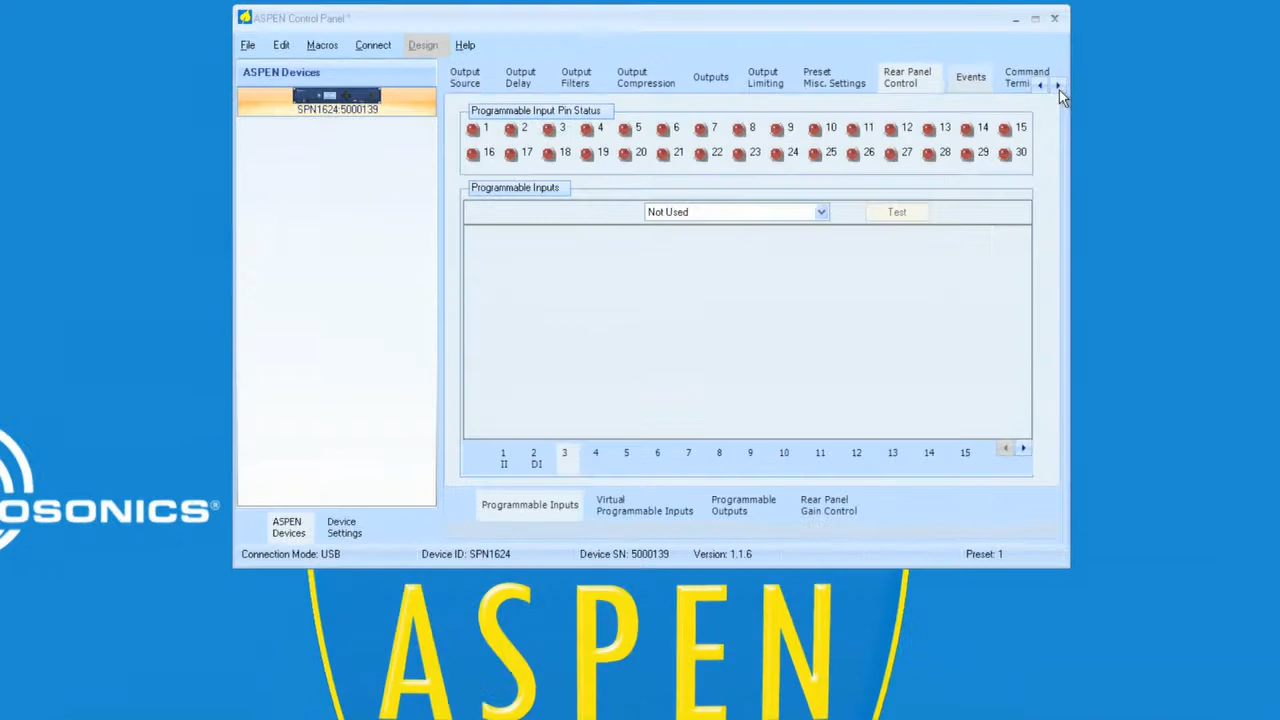 ASPEN Control Panel *
File Edit Macros Connect Design Help
ASPEN Devices
SPN1624:5000139
Output Source
Output Delay
Output Filters
Output Compression
Outputs
Output Limiting
Preset Misc. Settings
Rear Panel Control
Events
Command Termi
Programmable Input Pin Status
1 2 3 4 5 6 7 8 9 10 11 12 13 14 15
16 17 18 19 20 21 22 23 24 25 26 27 28 29 30
Programmable Inputs
Not Used Test
1 2 3 4 5 6 7 8 9 10 11 12 13 14 15
II DI
Programmable Inputs
Virtual Programmable Inputs
Programmable Outputs
Rear Panel Gain Control
ASPEN Devices
Device Settings
Connection Mode: USB Device ID: SPN1624 Device SN: 5000139 Version: 1.1.6 Preset: 1
OSONICS®
ASPEN